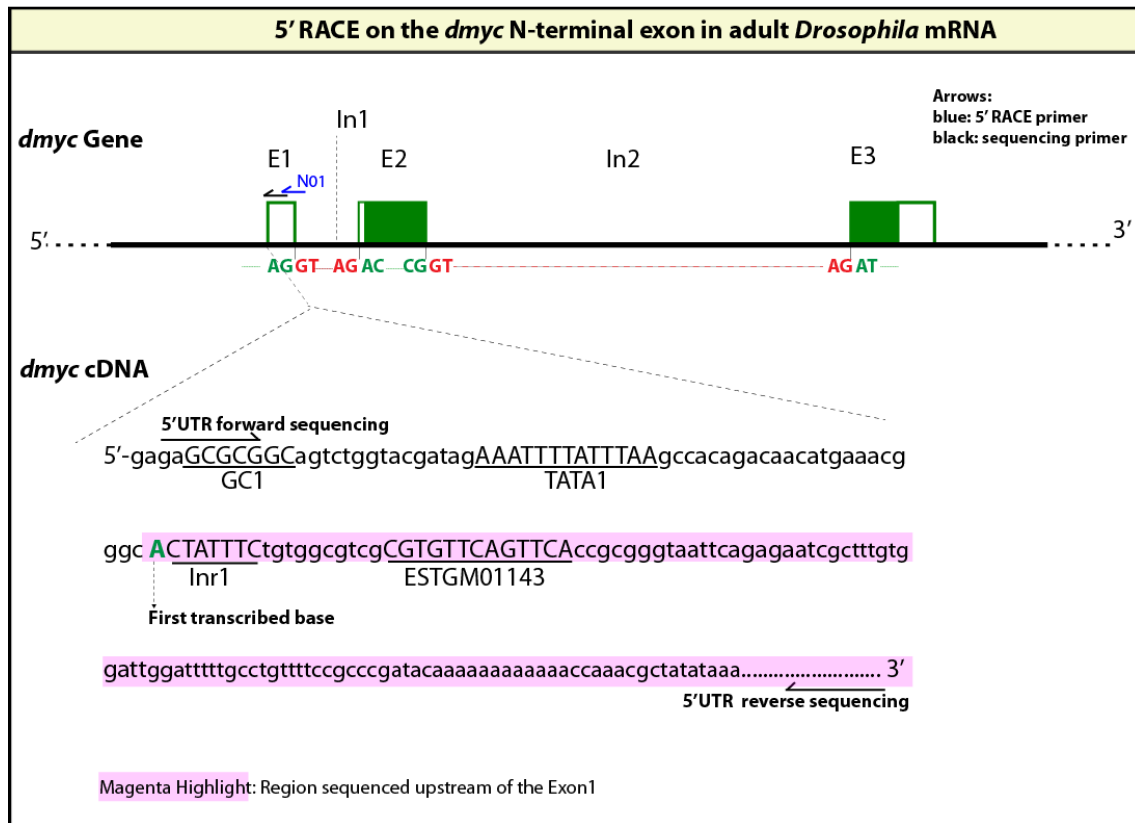 5’ RACE on the dmyc N-terminal exon in adult Drosophila mRNA
Arrows:
blue: 5’ RACE primer
black: sequencing primer
In1
dmyc Gene
E1
E2
In2
E3
N01
5’
3’
AG GT AG AC CG GT AG AT
dmyc cDNA
5’UTR forward sequencing
5’-gagaGCGCGGCagtctggtacgatagAAATTTTATTTAAgccacagacaacatgaaacg
GC1 TATA1
ggc ACTATTTCtgtggcgtcgCGTGTTCAGTTCAccgcgggtaattcagagaatcgctttgtg
Inr1 ESTGM01143
First transcribed base
gattggatttttgcctgttttccgcccgatacaaaaaaaaaaaaaccaaacgctatataaa............................ 3’
5’UTR reverse sequencing
Magenta Highlight: Region sequenced upstream of the Exon1